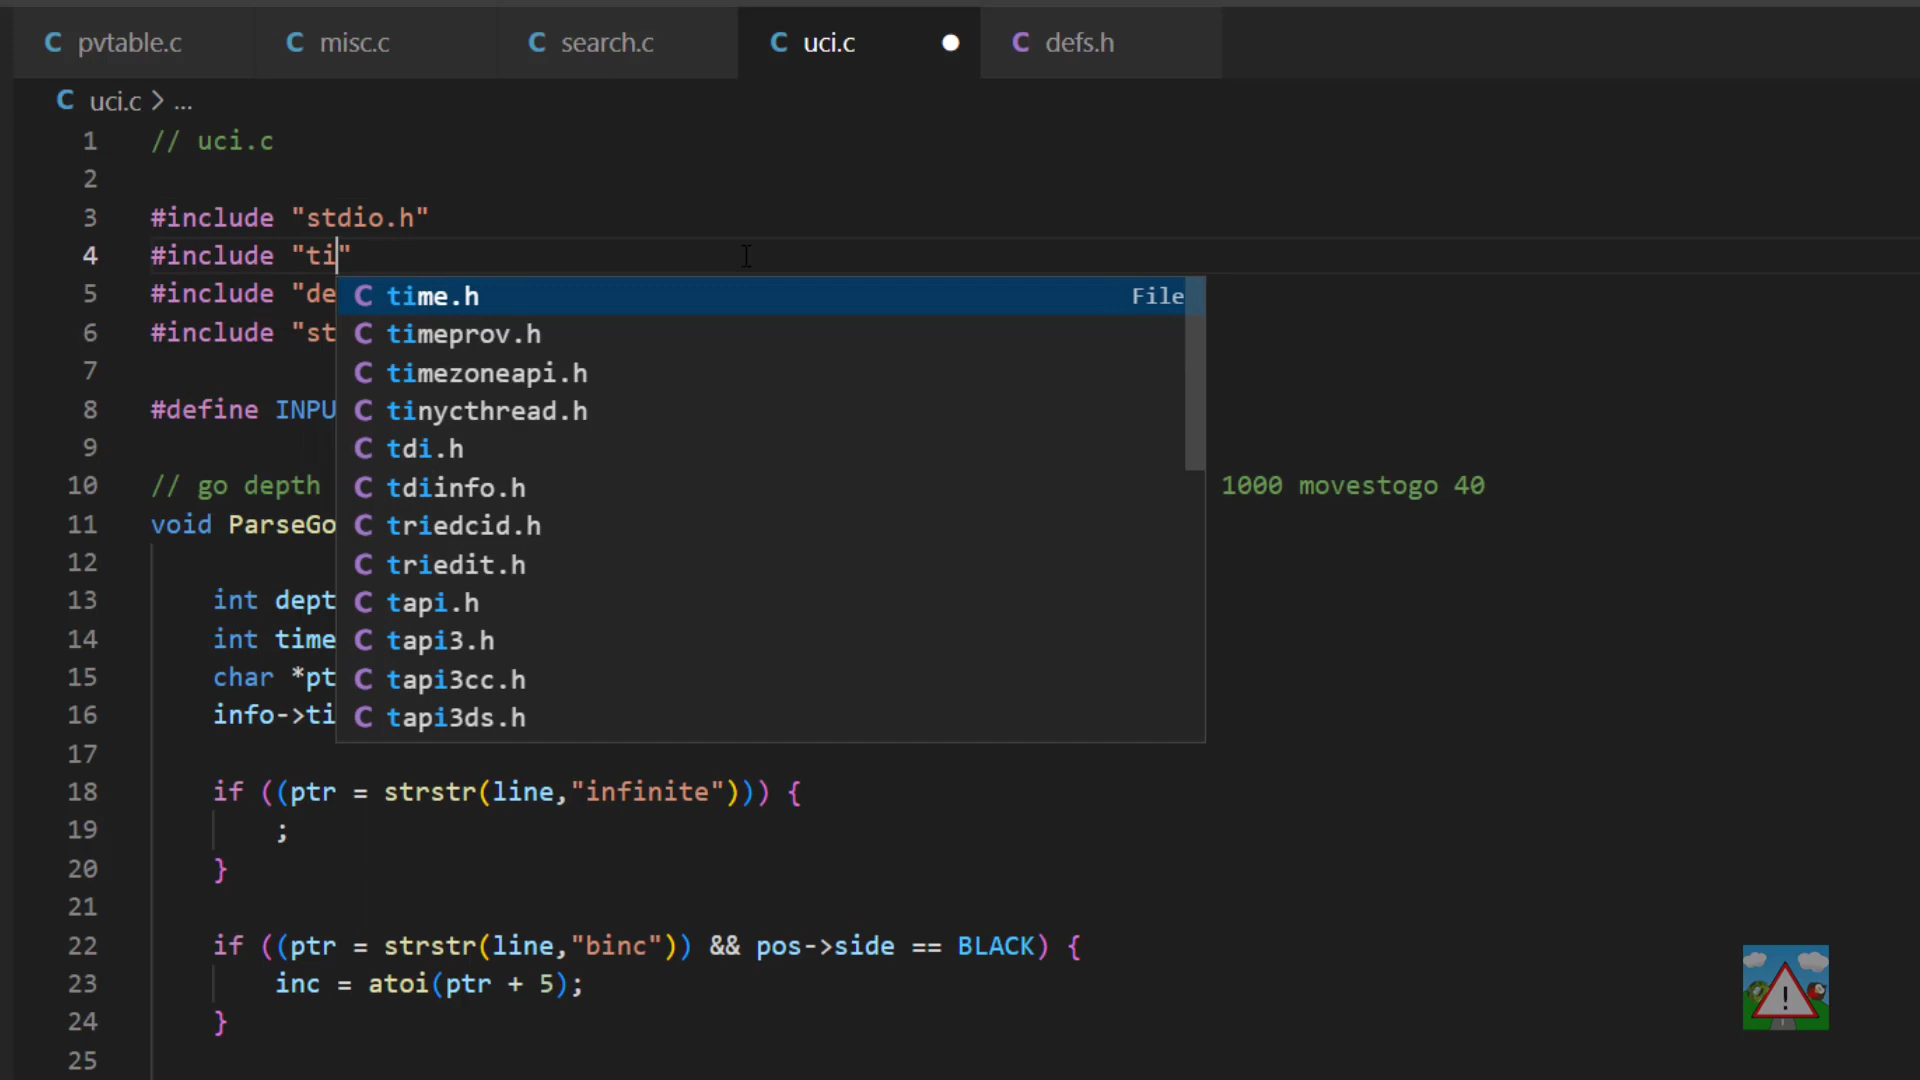 pvtable.c misc.c search.c uci.c defs.h
uci.c > ...
1 // uci.c
2
3 #include "stdio.h"
4 #include "ti"
5 #include "de
6 #include "st
7
8 #define INPU
9
10 // go depth 1000 movestogo 40
11 void ParseGo
12
13 int dept
14 int time
15 char *pt
16 info->ti
time.h File
timeprov.h
timezoneapi.h
tinycthread.h
tdi.h
tdiinfo.h
triedcid.h
triedit.h
tapi.h
tapi3.h
tapi3cc.h
tapi3ds.h
17
18 if ((ptr = strstr(line,"infinite"))) {
19 ;
20 }
21
22 if ((ptr = strstr(line,"binc")) && pos->side == BLACK) {
23 inc = atoi(ptr + 5);
24 }
25